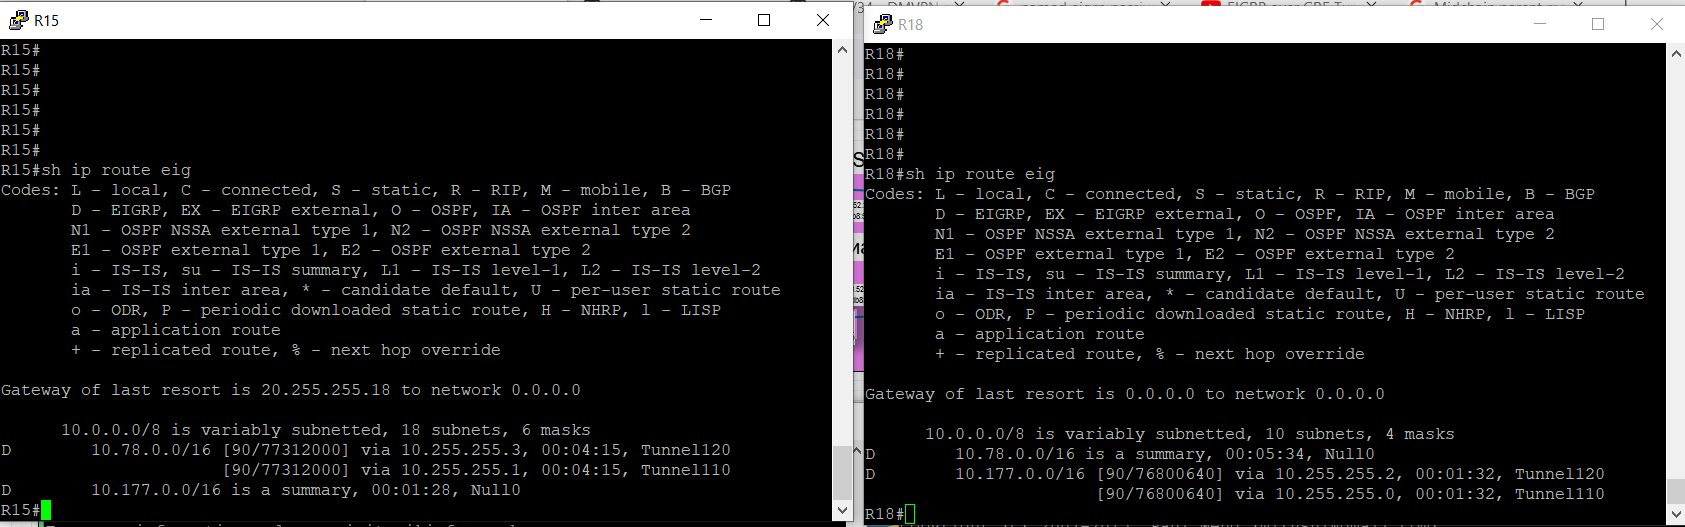 R15
R15#
R15#
R15#
R15#
R15#
R15#
R15#sh ip route eig
Codes: L - local, C - connected, S - static, R - RIP, M - mobile, B - BGP
       D - EIGRP, EX - EIGRP external, O - OSPF, IA - OSPF inter area
       N1 - OSPF NSSA external type 1, N2 - OSPF NSSA external type 2
       E1 - OSPF external type 1, E2 - OSPF external type 2
       i - IS-IS, su - IS-IS summary, L1 - IS-IS level-1, L2 - IS-IS level-2
       ia - IS-IS inter area, * - candidate default, U - per-user static route
       o - ODR, P - periodic downloaded static route, H - NHRP, l - LISP
       a - application route
       + - replicated route, % - next hop override
Gateway of last resort is 20.255.255.18 to network 0.0.0.0
      10.0.0.0/8 is variably subnetted, 18 subnets, 6 masks
D        10.78.0.0/16 [90/77312000] via 10.255.255.3, 00:04:15, Tunnel120
                      [90/77312000] via 10.255.255.1, 00:04:15, Tunnel110
D        10.177.0.0/16 is a summary, 00:01:28, Null0
R15#
R18
R18#
R18#
R18#
R18#
R18#
R18#
R18#sh ip route eig
Codes: L - local, C - connected, S - static, R - RIP, M - mobile, B - BGP
       D - EIGRP, EX - EIGRP external, O - OSPF, IA - OSPF inter area
       N1 - OSPF NSSA external type 1, N2 - OSPF NSSA external type 2
       E1 - OSPF external type 1, E2 - OSPF external type 2
       i - IS-IS, su - IS-IS summary, L1 - IS-IS level-1, L2 - IS-IS level-2
       ia - IS-IS inter area, * - candidate default, U - per-user static route
       o - ODR, P - periodic downloaded static route, H - NHRP, l - LISP
       a - application route
       + - replicated route, % - next hop override
Gateway of last resort is 0.0.0.0 to network 0.0.0.0
      10.0.0.0/8 is variably subnetted, 10 subnets, 4 masks
D        10.78.0.0/16 is a summary, 00:05:34, Null0
D        10.177.0.0/16 [90/76800640] via 10.255.255.2, 00:01:32, Tunnel120
                       [90/76800640] via 10.255.255.0, 00:01:32, Tunnel110
R18#